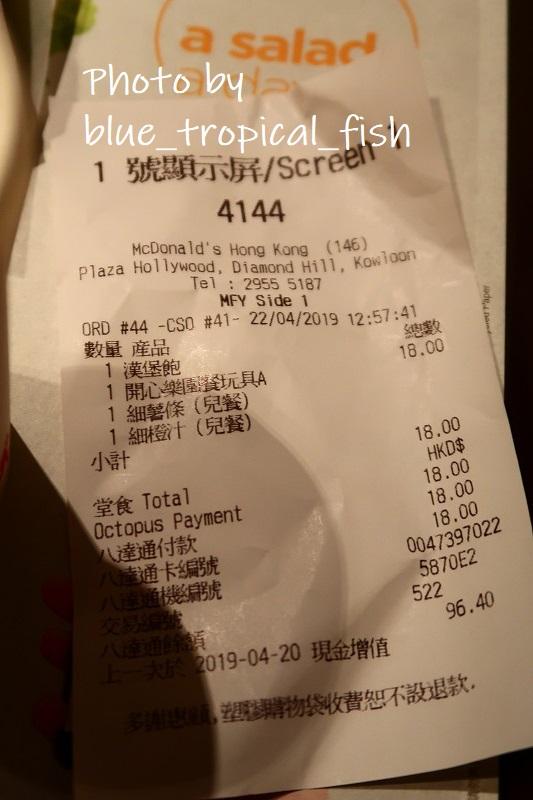 a salad
a day
Photo by
blue_tropical_fish
1 號顯示屏/Screen 1
4144
McDonald's Hong Kong (146)
Plaza Hollywood, Diamond Hill, Kowloon
Tel : 2955 5187
MFY Side 1
ORD #44 -CSO #41- 22/04/2019 12:57:41
數量 產品 總數
1 漢堡飽 18.00
1 開心樂園餐玩具A
1 細薯條 (兒餐)
1 細橙汁 (兒餐)
小計 18.00
HKD$
堂食 Total 18.00
Octopus Payment 18.00
八達通付款 18.00
八達通卡編號 0047397022
八達通機編號 5870E2
交易編號 522
八達通餘額 96.40
上一次於 2019-04-20 現金增值
多謝惠顧,塑膠購物袋收費恕不設退款.